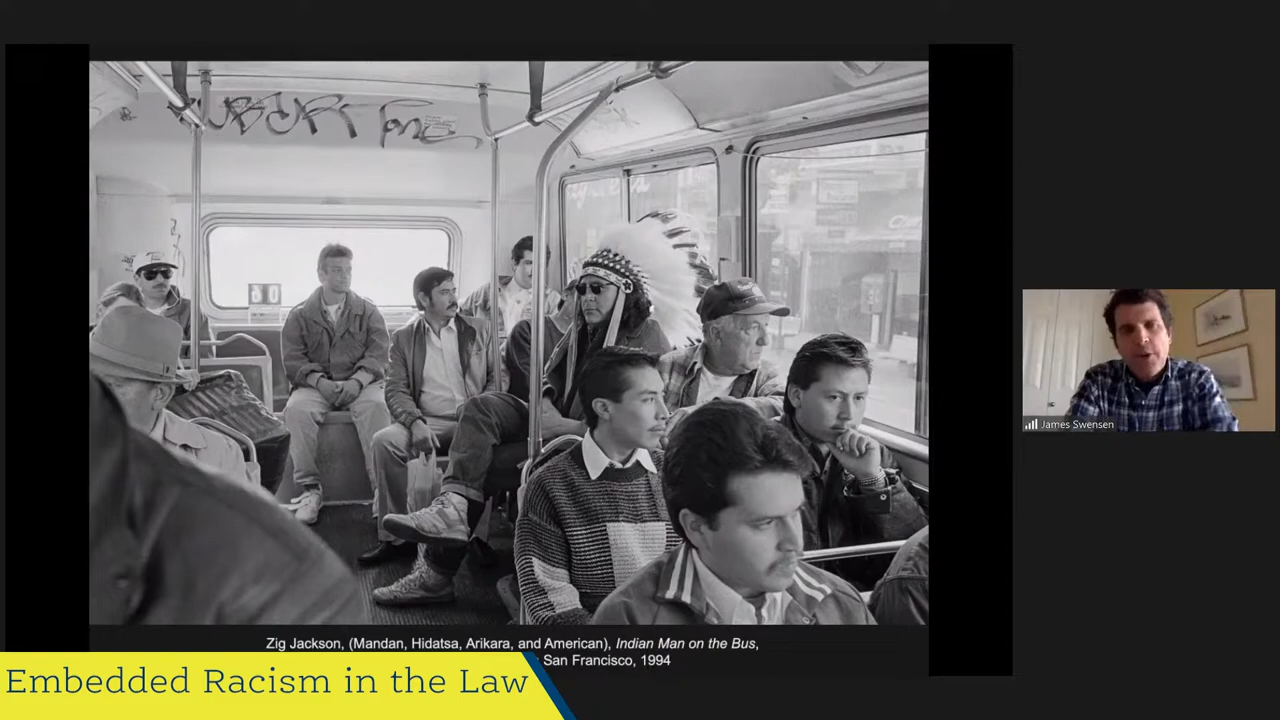 30
James Swensen
Zig Jackson, (Mandan, Hidatsa, Arikara, and American), Indian Man on the Bus,
San Francisco, 1994
Embedded Racism in the Law